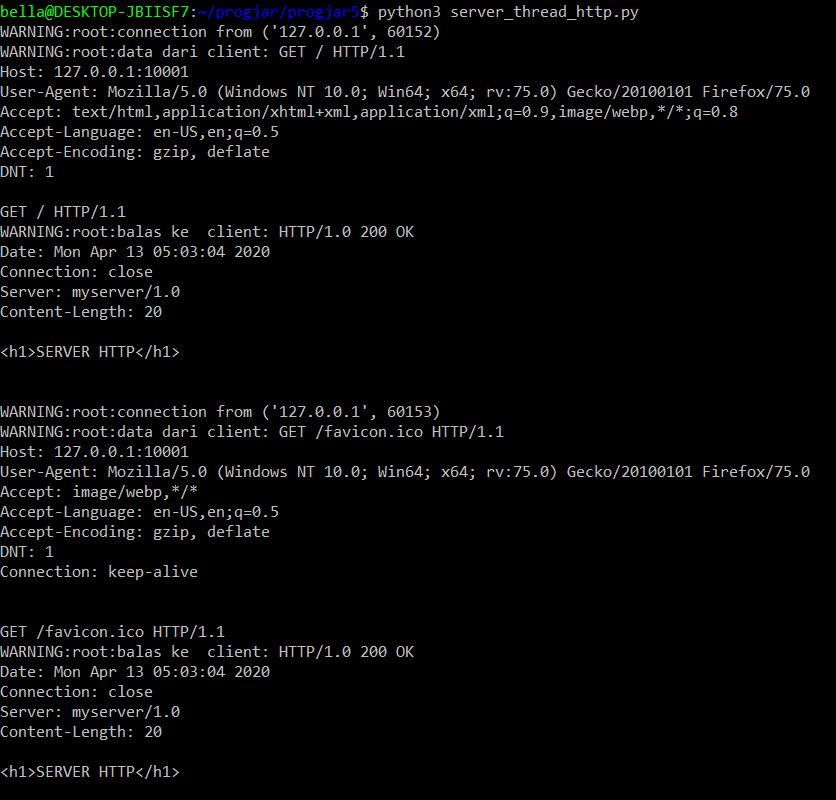 bella@DESKTOP-JBIISF7:~/progjar/progjar5$ python3 server_thread_http.py
WARNING:root:connection from ('127.0.0.1', 60152)
WARNING:root:data dari client: GET / HTTP/1.1
Host: 127.0.0.1:10001
User-Agent: Mozilla/5.0 (Windows NT 10.0; Win64; x64; rv:75.0) Gecko/20100101 Firefox/75.0
Accept: text/html,application/xhtml+xml,application/xml;q=0.9,image/webp,*/*;q=0.8
Accept-Language: en-US,en;q=0.5
Accept-Encoding: gzip, deflate
DNT: 1

GET / HTTP/1.1
WARNING:root:balas ke  client: HTTP/1.0 200 OK
Date: Mon Apr 13 05:03:04 2020
Connection: close
Server: myserver/1.0
Content-Length: 20

<h1>SERVER HTTP</h1>


WARNING:root:connection from ('127.0.0.1', 60153)
WARNING:root:data dari client: GET /favicon.ico HTTP/1.1
Host: 127.0.0.1:10001
User-Agent: Mozilla/5.0 (Windows NT 10.0; Win64; x64; rv:75.0) Gecko/20100101 Firefox/75.0
Accept: image/webp,*/*
Accept-Language: en-US,en;q=0.5
Accept-Encoding: gzip, deflate
DNT: 1
Connection: keep-alive


GET /favicon.ico HTTP/1.1
WARNING:root:balas ke  client: HTTP/1.0 200 OK
Date: Mon Apr 13 05:03:04 2020
Connection: close
Server: myserver/1.0
Content-Length: 20

<h1>SERVER HTTP</h1>